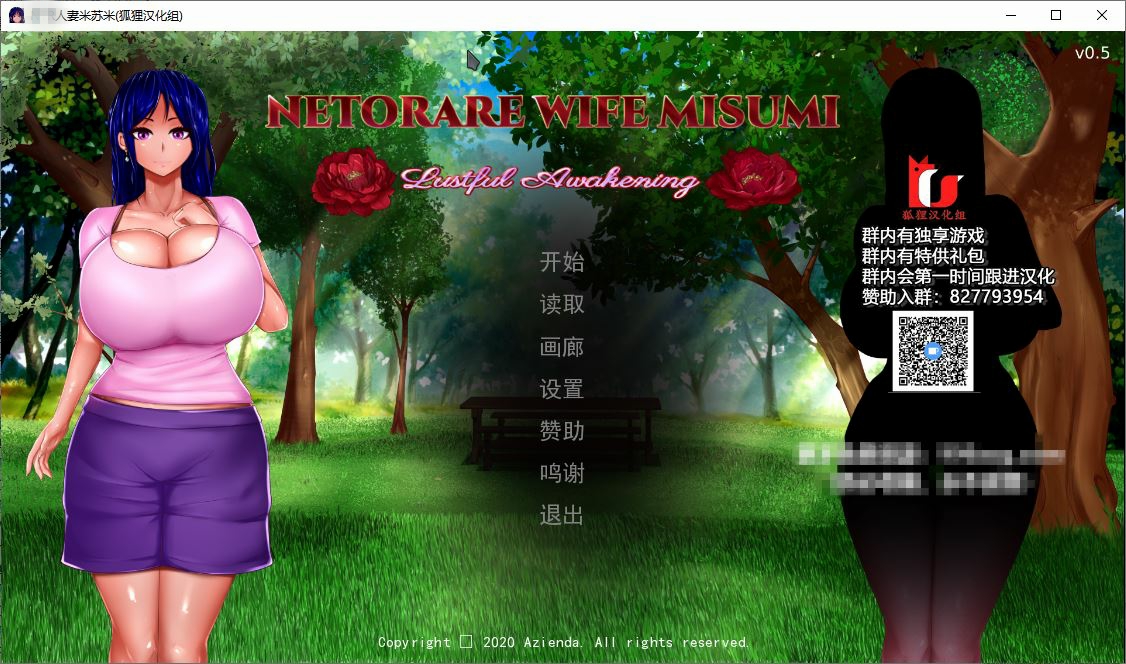 人妻米苏米(狐狸汉化组)
v0.5
NETORARE WIFE MISUMI
Lustful Awakening
狐狸汉化组
群内有独享游戏
群内有特供礼包
群内会第一时间跟进汉化
赞助入群：827793954
开始
读取
画廊
设置
赞助
鸣谢
退出
Copyright □ 2020 Azienda. All rights reserved.